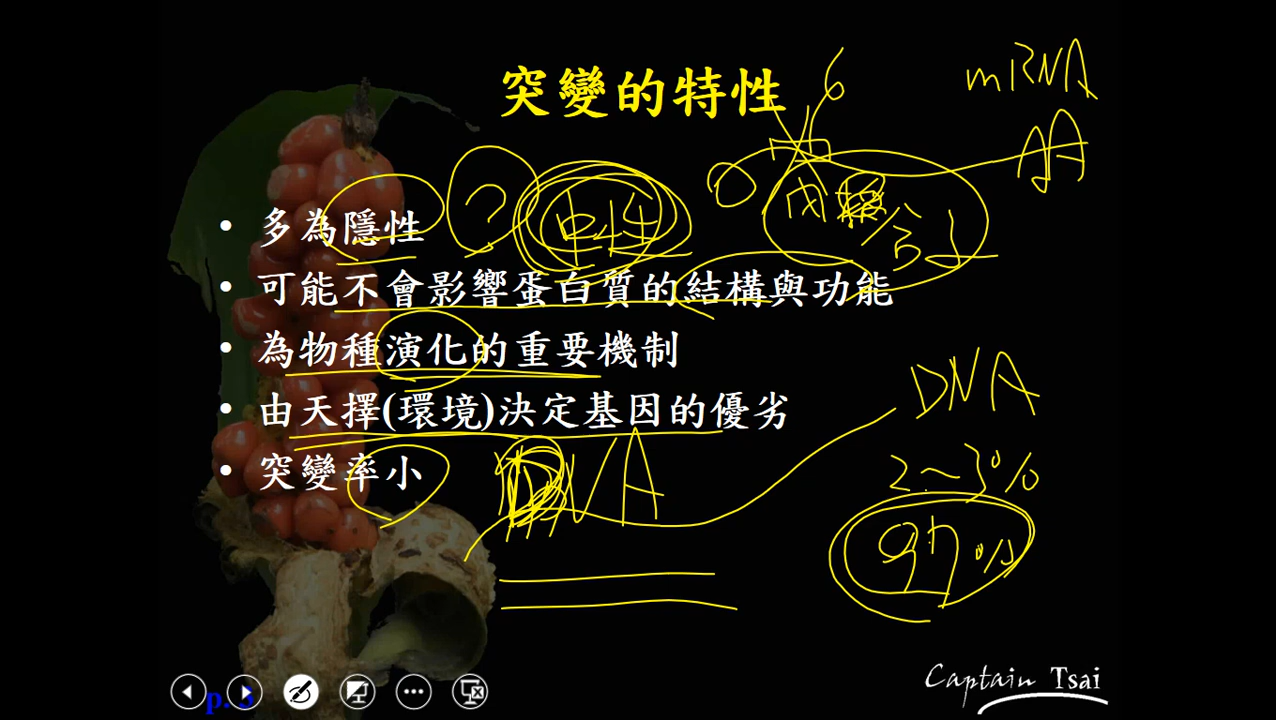 突變的特性
mRNA
AA
• 多為隱性
?
中性
• 可能不會影響蛋白質的結構與功能
• 為物種演化的重要機制
• 由天擇(環境)決定基因的優劣
DNA
• 突變率小
DNA
2~3%
97%
Captain Tsai